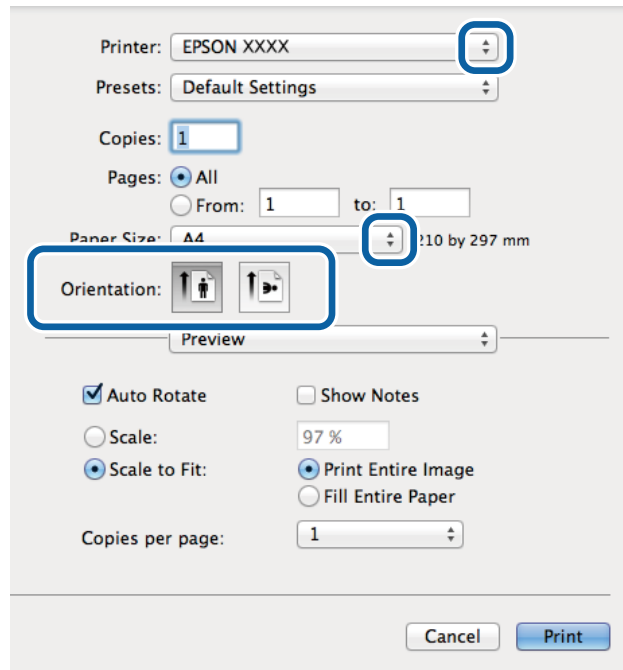 Printer: EPSON XXXX
Presets: Default Settings
Copies: 1
Pages: All
From: 1 to: 1
Paper Size: A4 210 by 297 mm
Orientation:
Preview
Auto Rotate Show Notes
Scale: 97 %
Scale to Fit: Print Entire Image
Fill Entire Paper
Copies per page: 1
Cancel Print